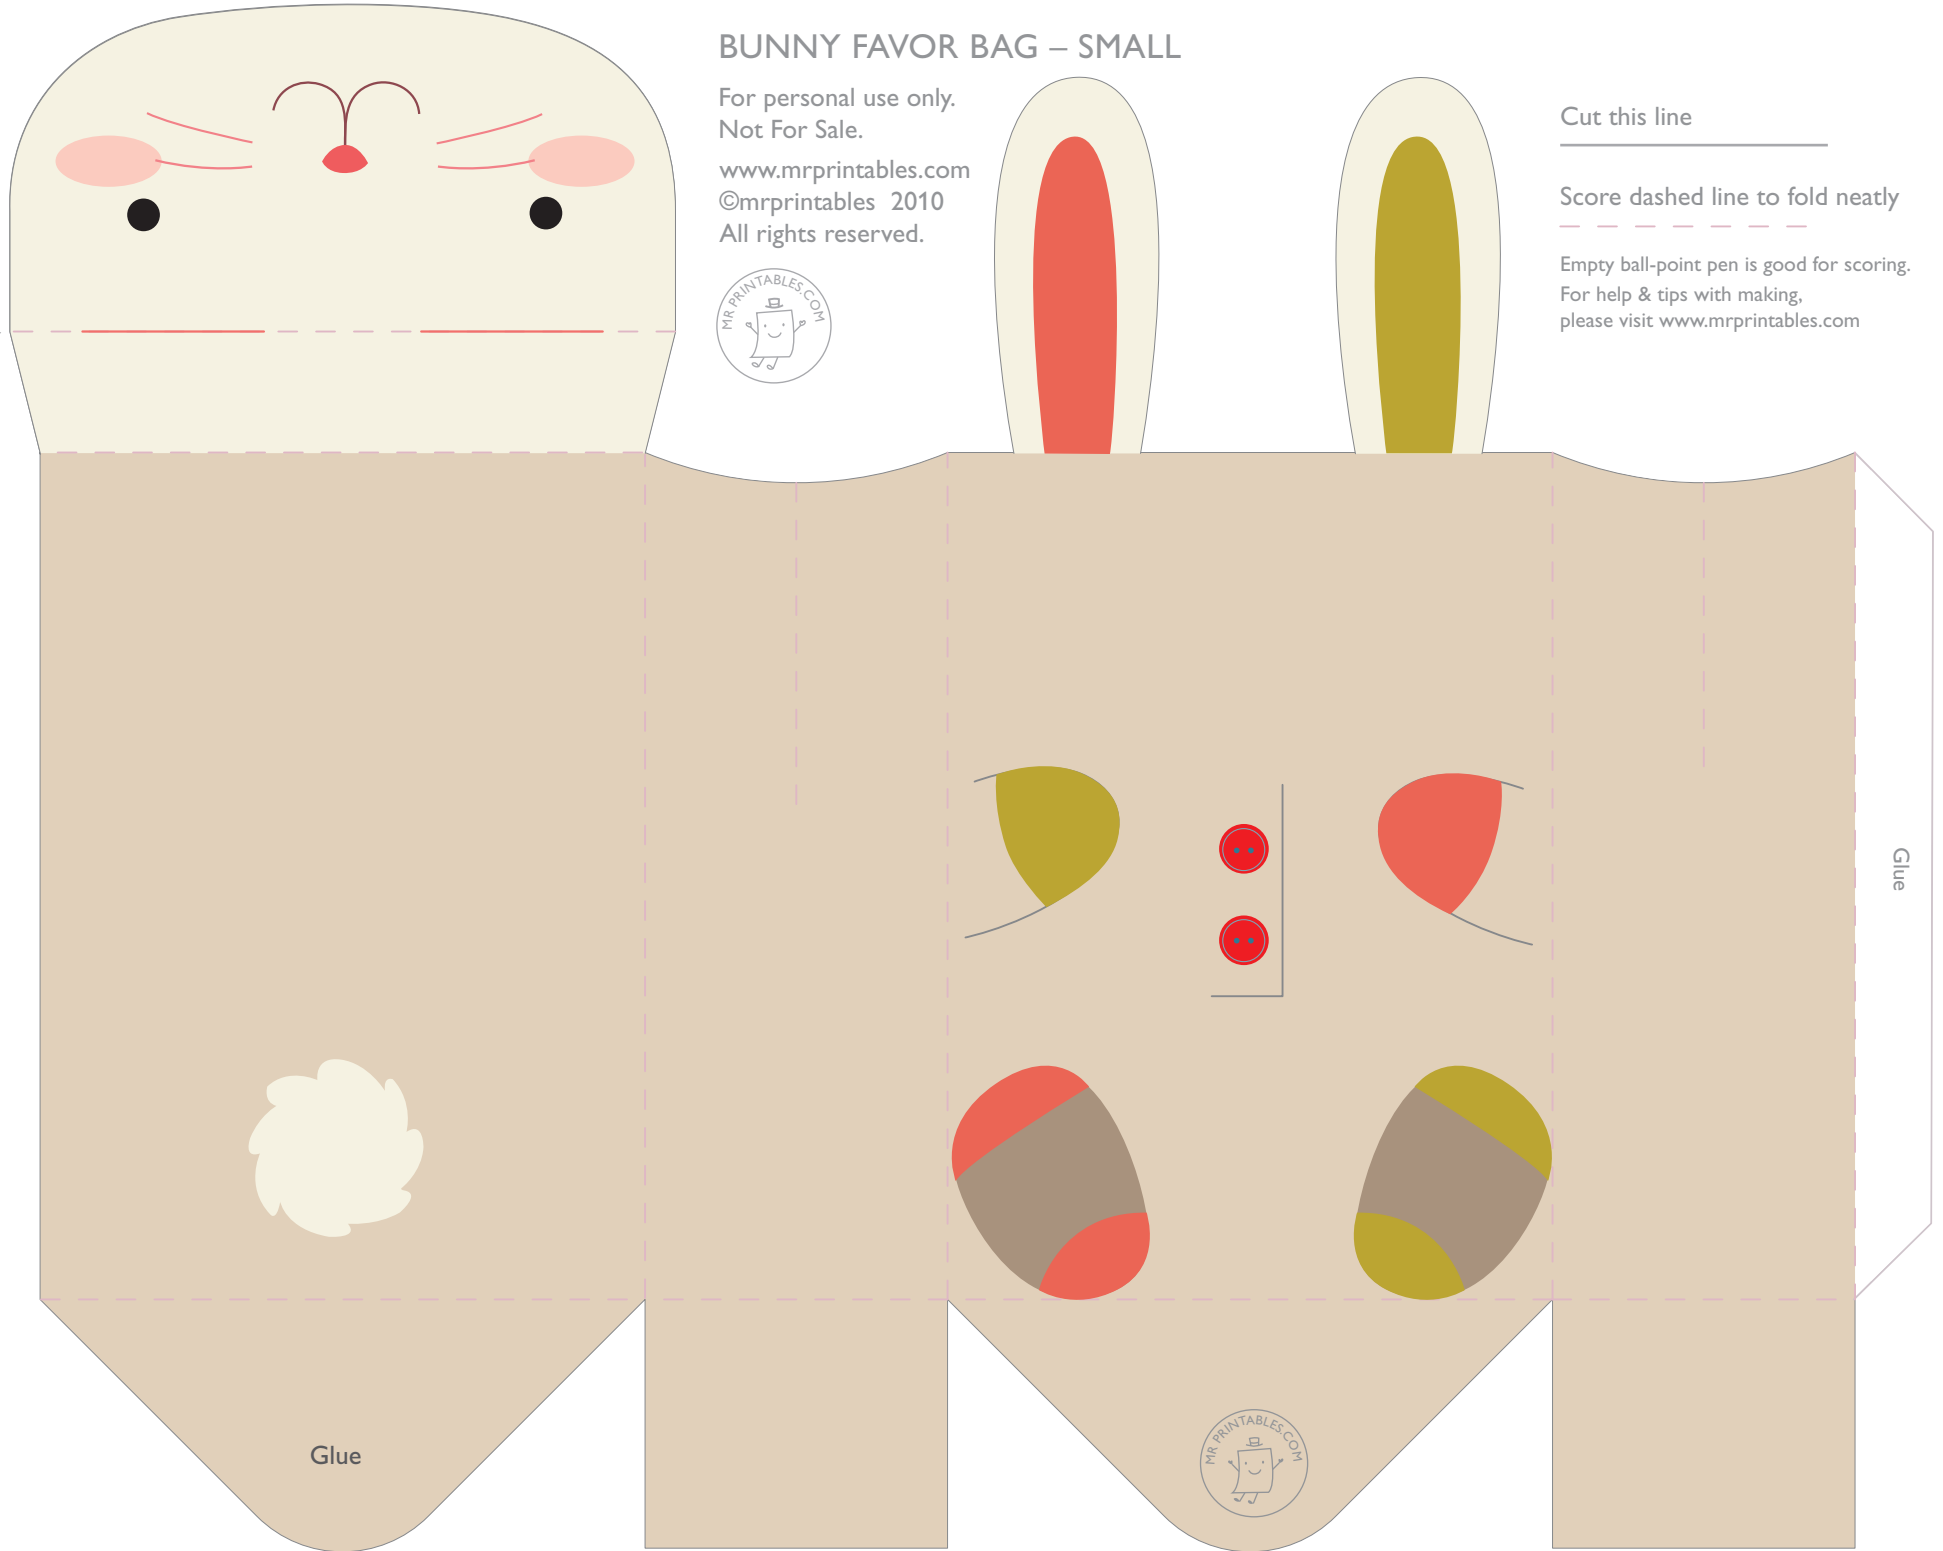 BUNNY FAVOR BAG – SMALL
For personal use only.
Not For Sale.
www.mrprintables.com
©mrprintables 2010
All rights reserved.
MR PRINTABLES.COM
Cut this line
Score dashed line to fold neatly
Empty ball-point pen is good for scoring.
For help & tips with making,
please visit www.mrprintables.com
Glue
Glue
MR PRINTABLES.COM